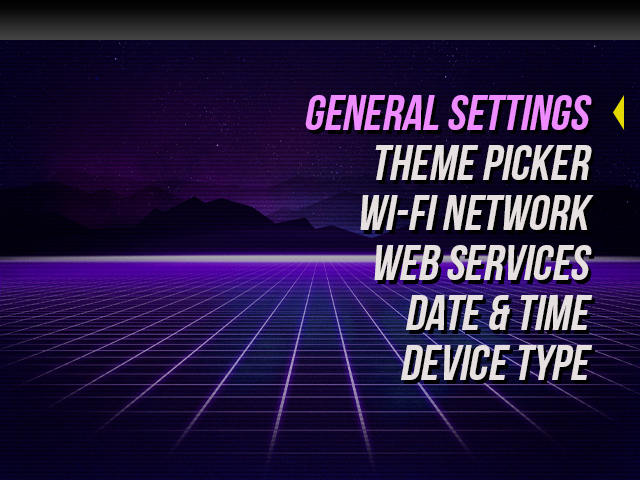 GENERAL SETTINGS
THEME PICKER
WI-FI NETWORK
WEB SERVICES
DATE & TIME
DEVICE TYPE